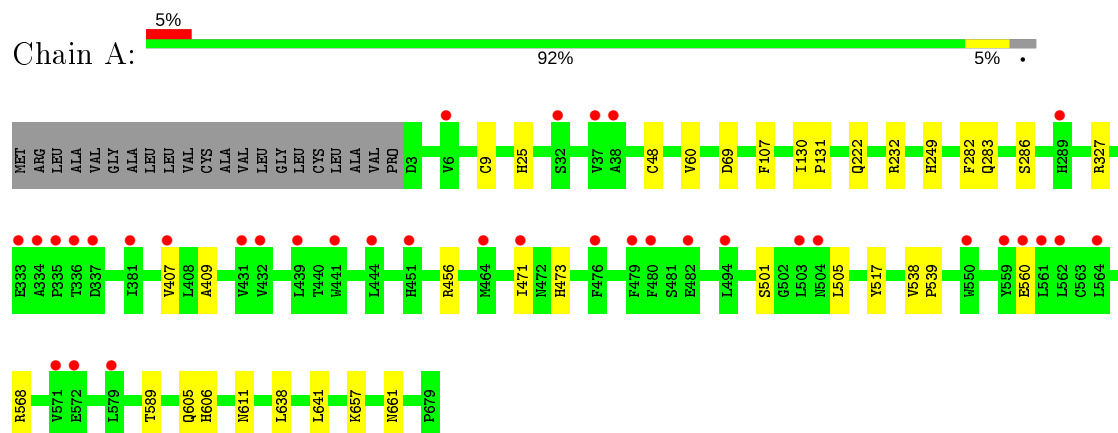 5%
Chain A:
92% 5% •
MET ARG LEU ALA VAL GLY ALA LEU LEU VAL CYS ALA VAL LEU GLY LEU CYS LEU ALA VAL PRO D3 V6 C9 H25 S32 V37 A38 C48 V60 D69 F107 I130 P131 Q222 R232 H249 F282 Q283 S286 H289 R327
E333 A334 P335 T336 D337 I381 V407 L408 A409 V431 V432 L439 T440 W441 L444 H451 R456 M464 I471 N472 H473 F476 F479 F480 S481 E482 L494 S501 G502 L503 N504 L505 Y517 V538 P539 W550 Y559 E560 L561 L562 C563 L564
R568 V571 E572 L579 T589 Q605 H606 N611 L638 L641 K657 N661 P679